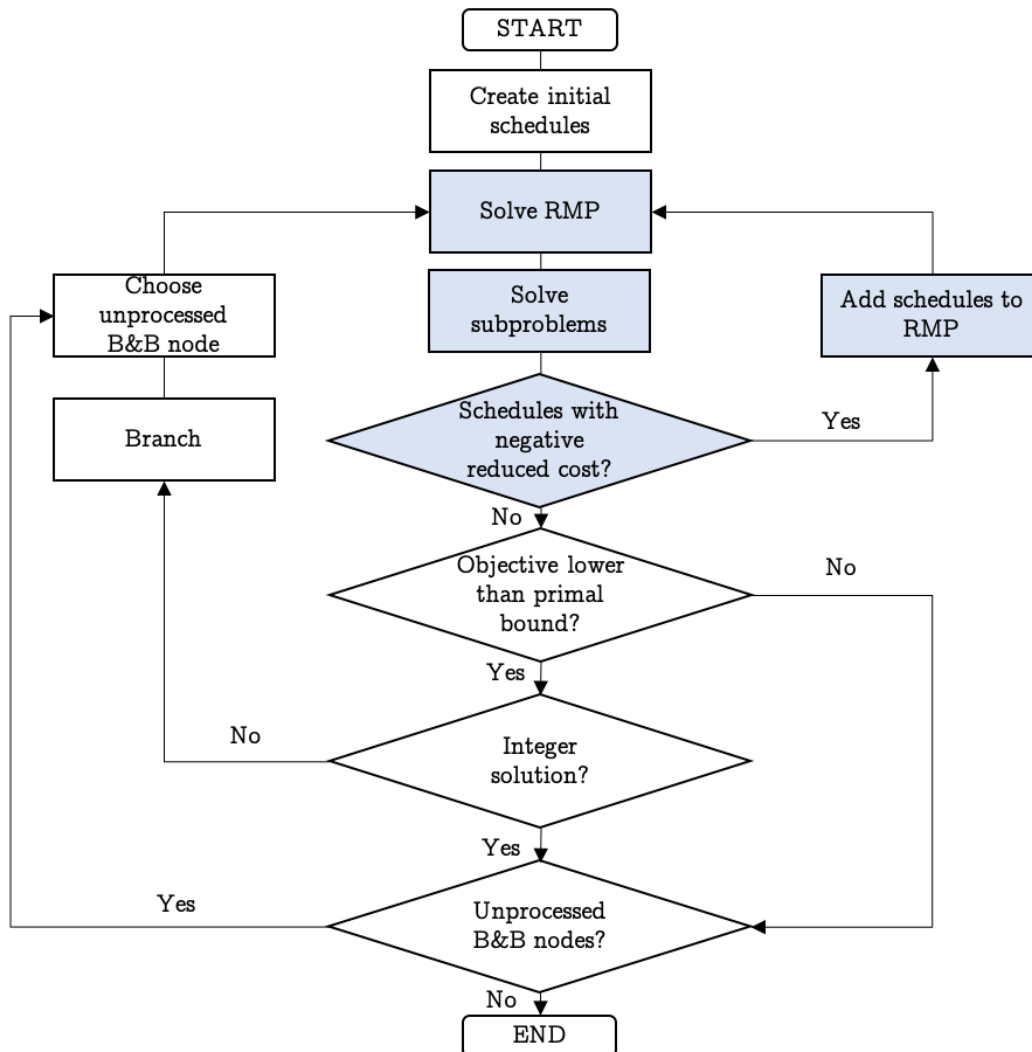 START
Create initial
schedules
Solve RMP
Choose
unprocessed
B&B node
Solve
subproblems
Add schedules to
RMP
Branch
Schedules with
negative
reduced cost?
Yes
No
Objective lower
than primal
bound?
No
Yes
No
Integer
solution?
Yes
Yes
Unprocessed
B&B nodes?
No
END